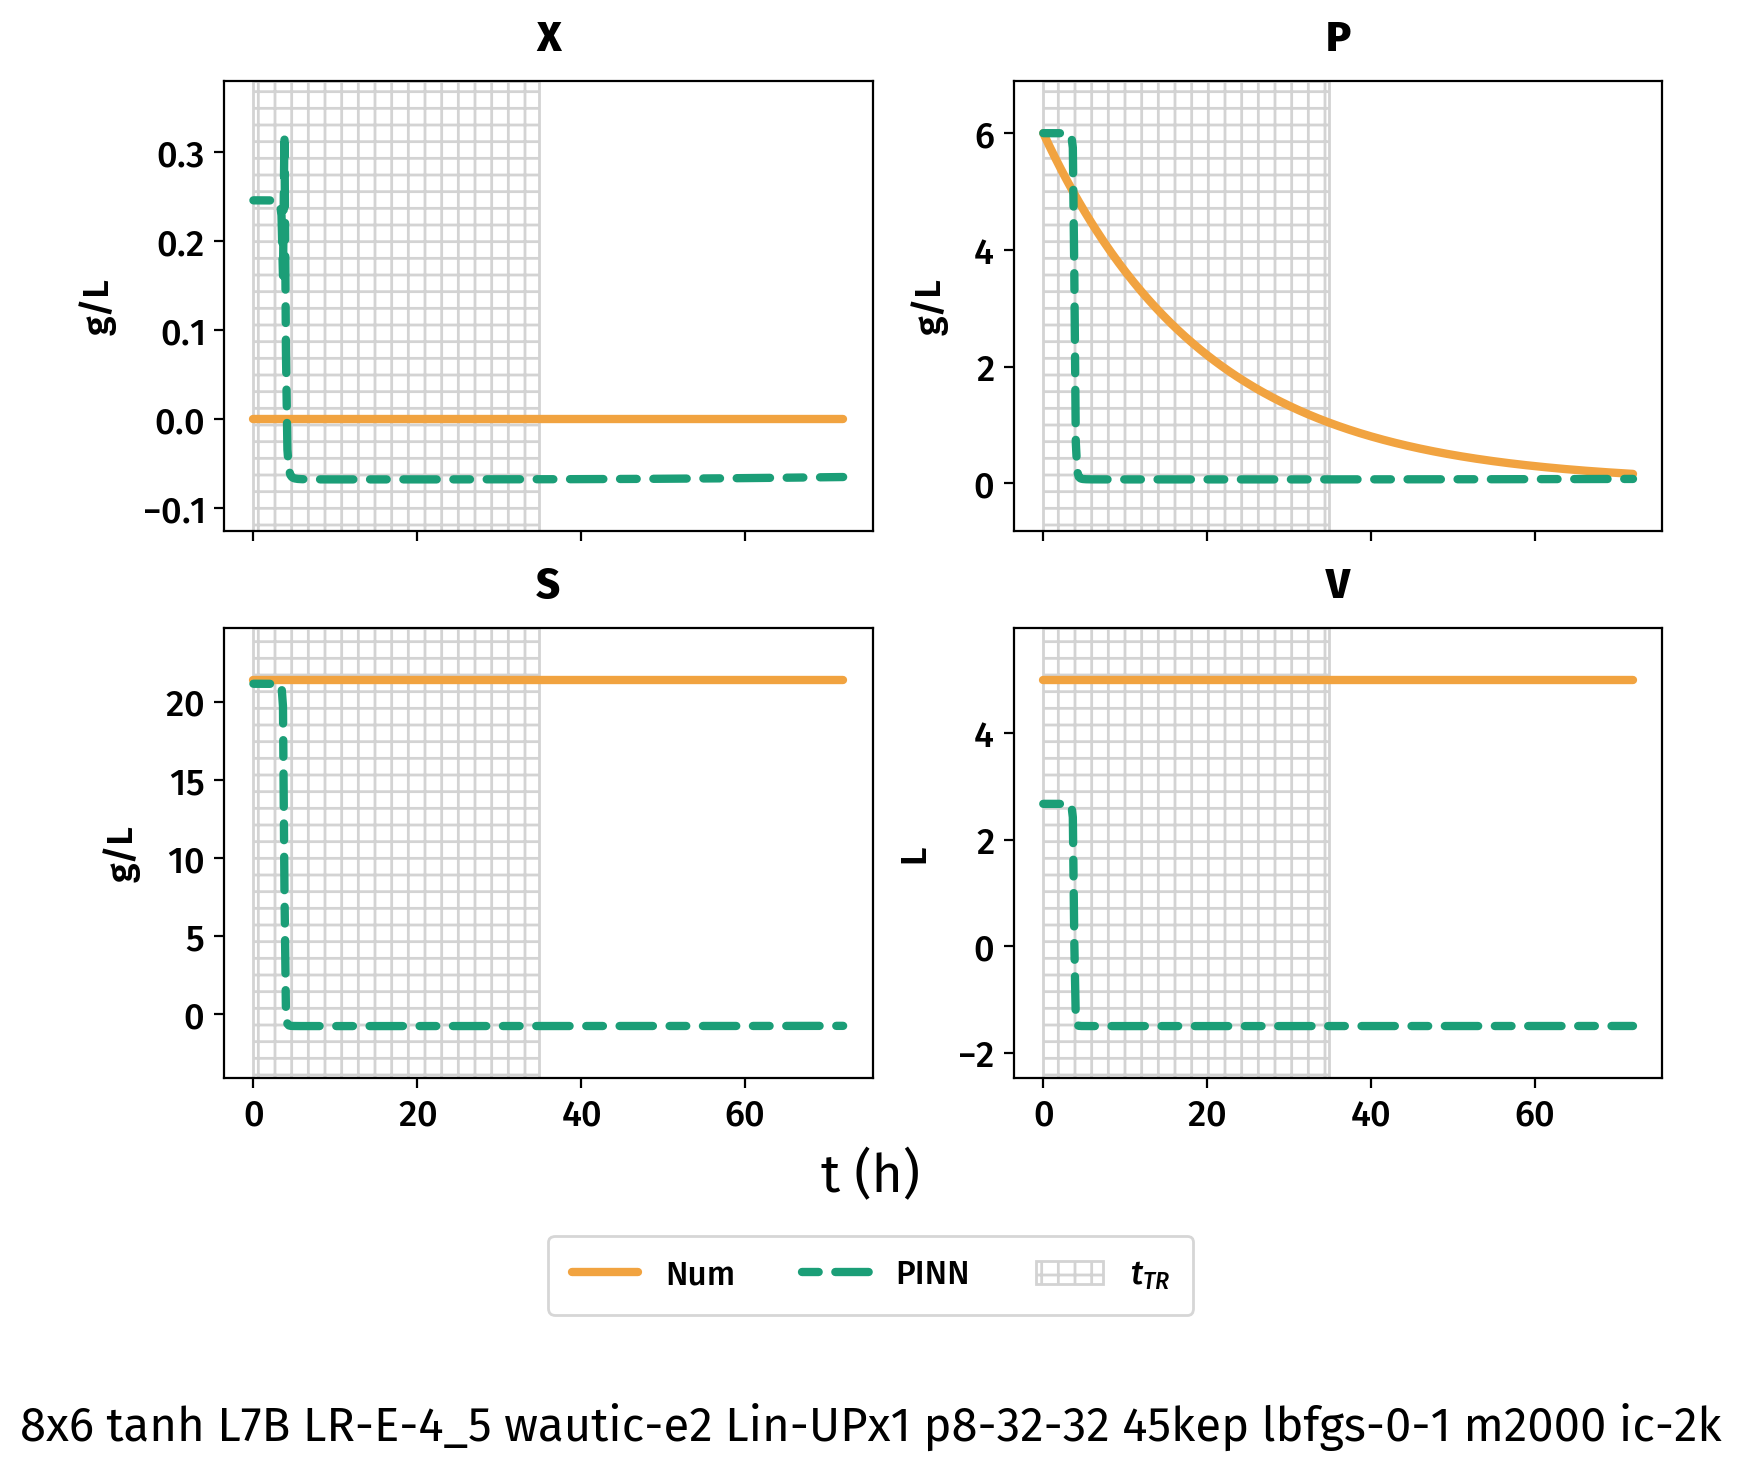 X
P
g/L
0.3
0.2
0.1
0.0
−0.1
g/L
6
4
2
0
S
V
g/L
20
15
10
5
0
L
4
2
0
−2
0 20 40 60
0 20 40 60
t (h)
Num PINN tTR
8x6 tanh L7B LR-E-4_5 wautic-e2 Lin-UPx1 p8-32-32 45kep lbfgs-0-1 m2000 ic-2k